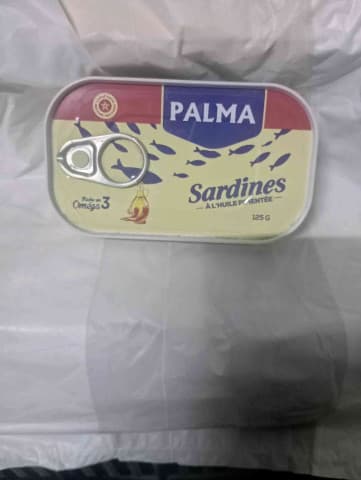 PALMA
Sardines
À L'HUILE PIMENTÉE
125 G
Riche en
Oméga 3